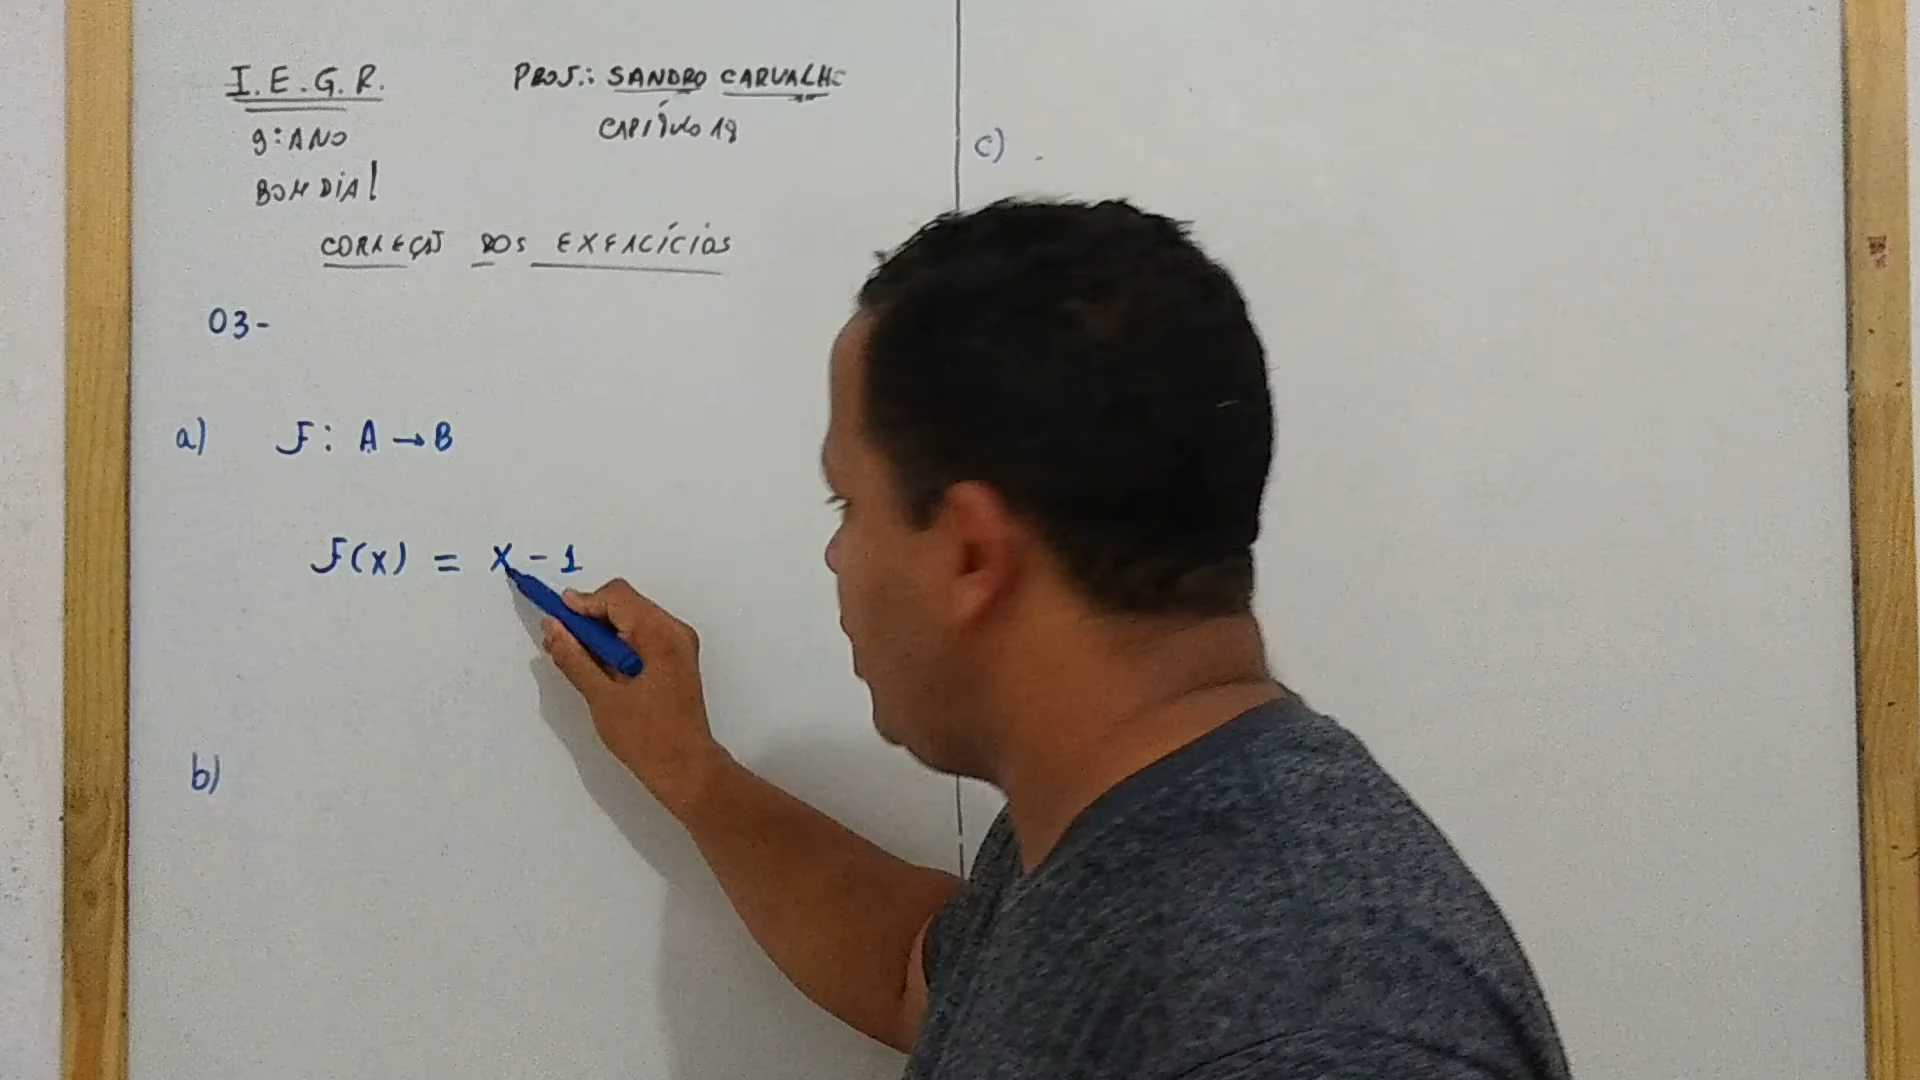 I.E.G.R.
PROF.: SANDRO CARVALHO
9º ANO
CAPÍTULO 18
BOM DIA!
CORREÇÃO DOS EXERCÍCIOS
03-
a) F: A → B
F(x) = x - 1
b)
c)